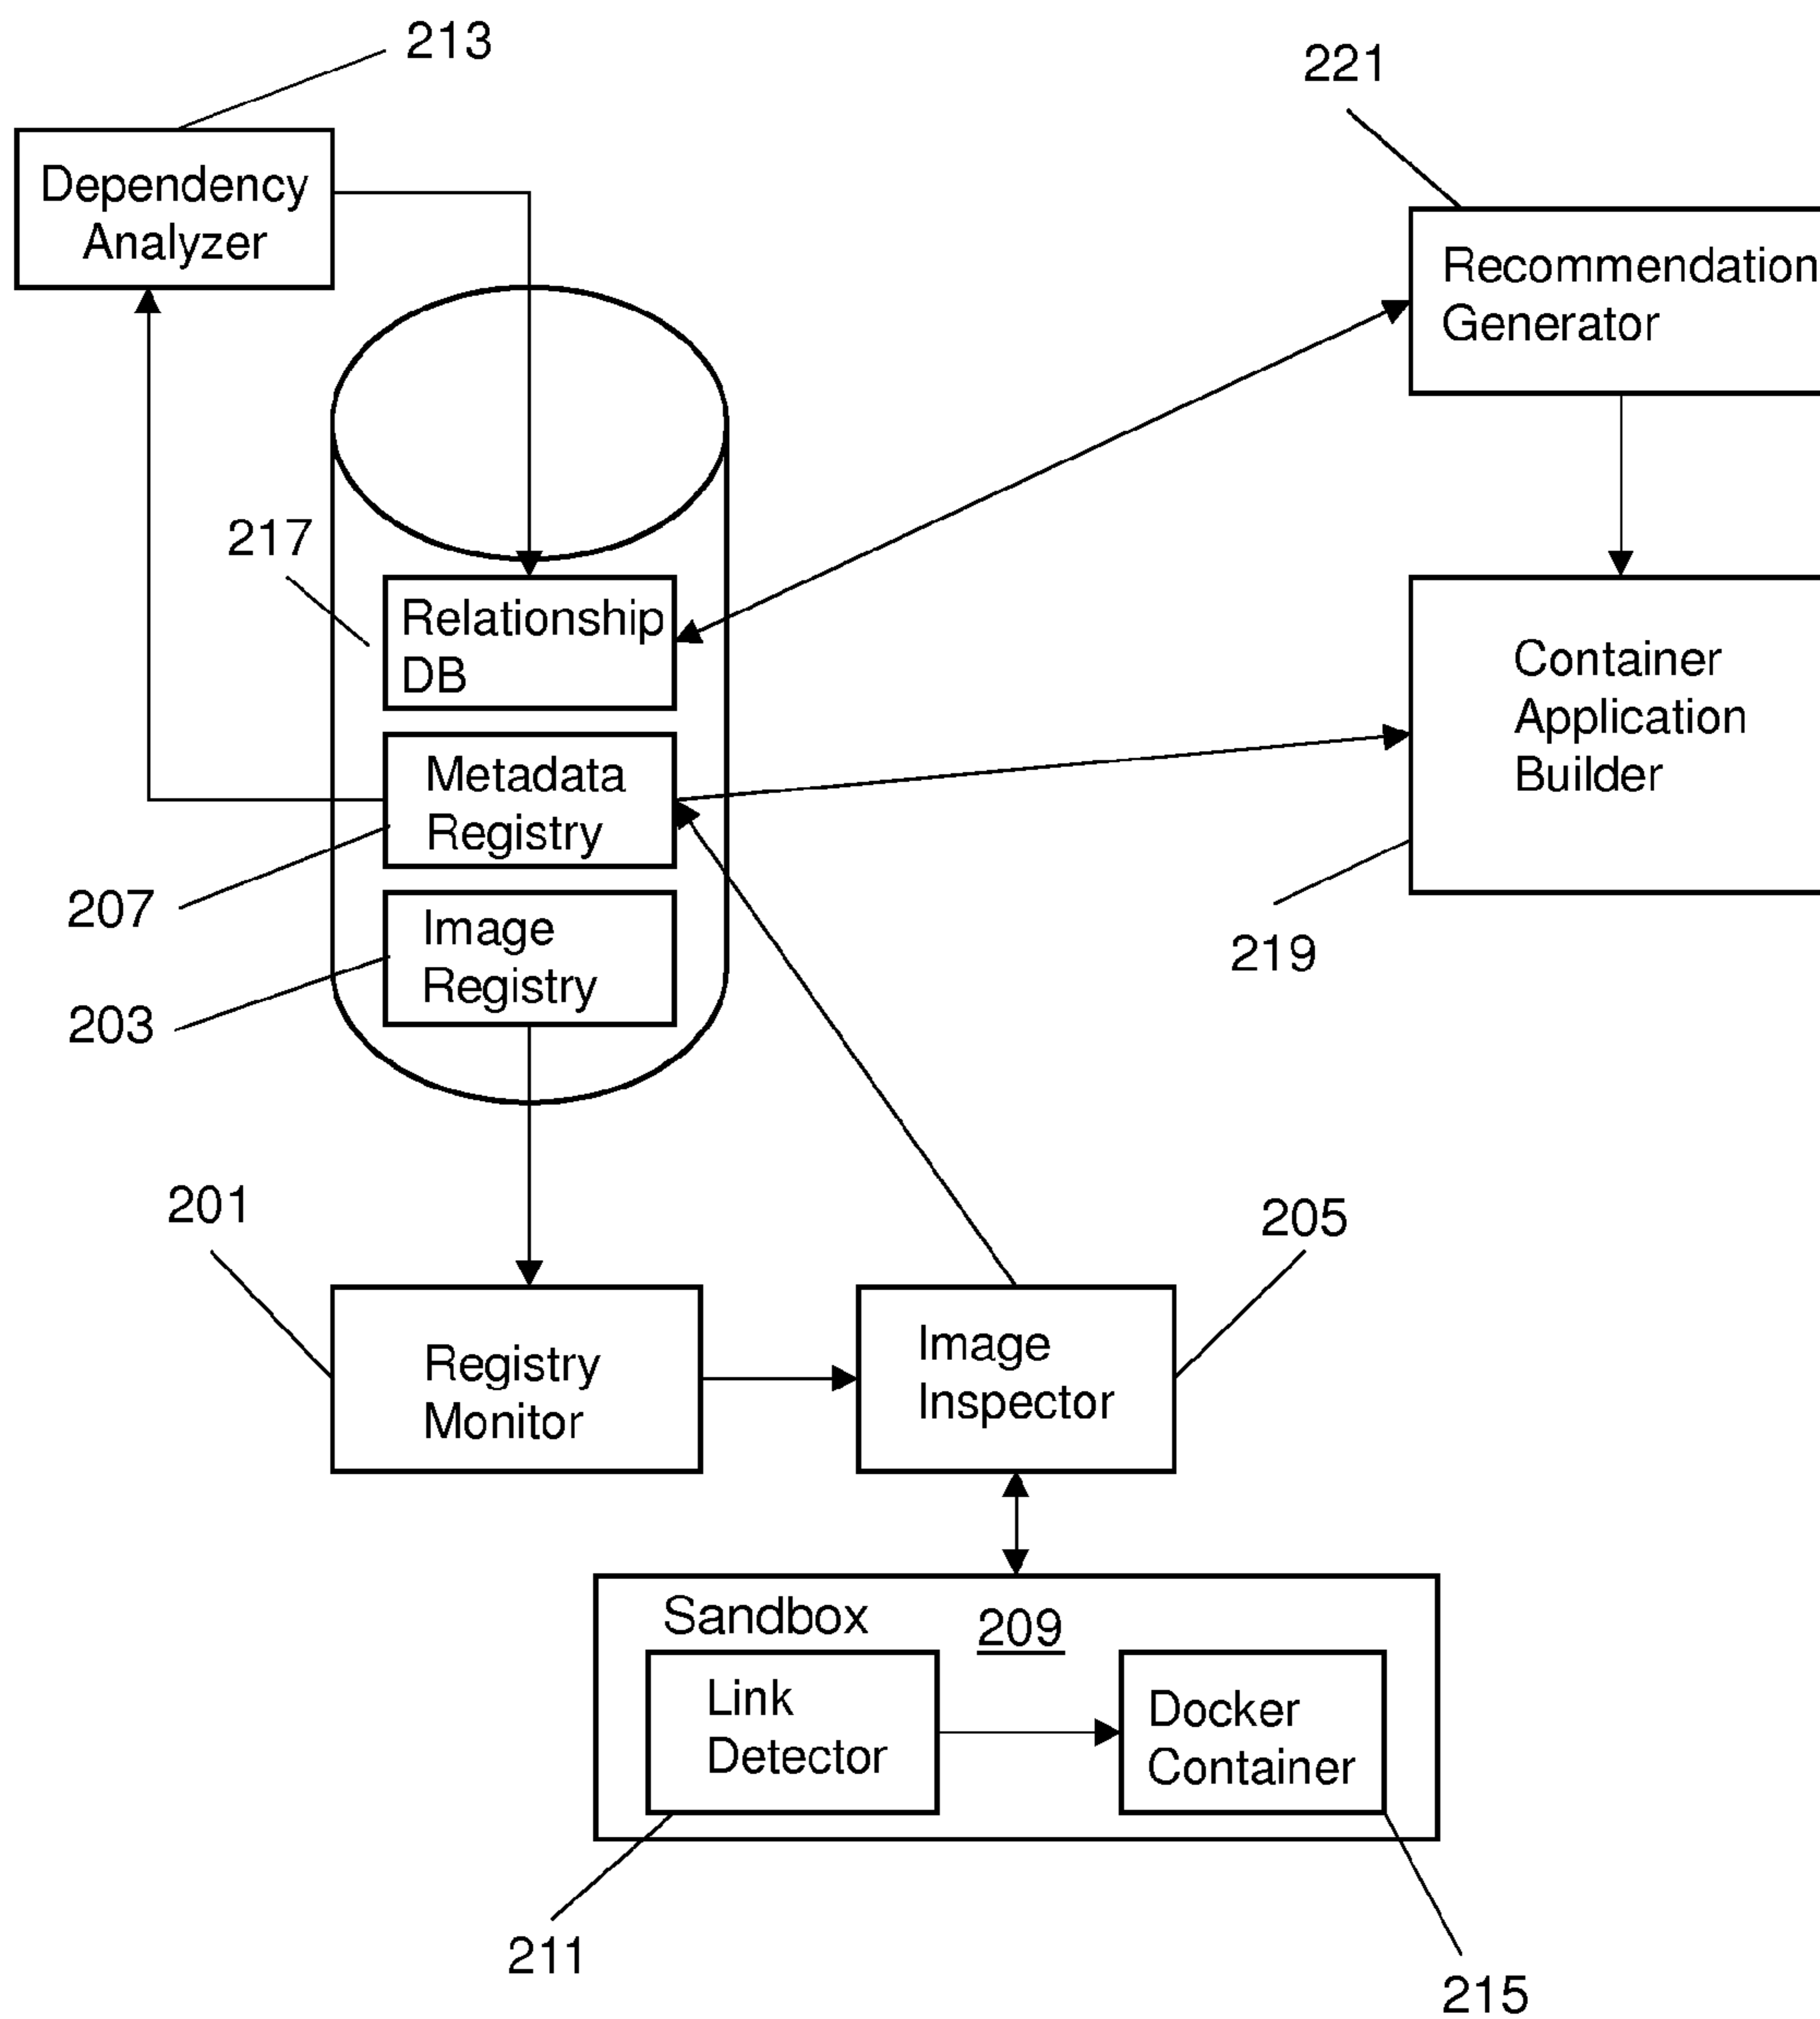 213
221
Dependency
Analyzer
Recommendation
Generator
217
Relationship
DB
Container
Application
Builder
Metadata
Registry
207
Image
Registry
219
203
201
205
Registry
Monitor
Image
Inspector
Sandbox
209
Link
Detector
Docker
Container
211
215